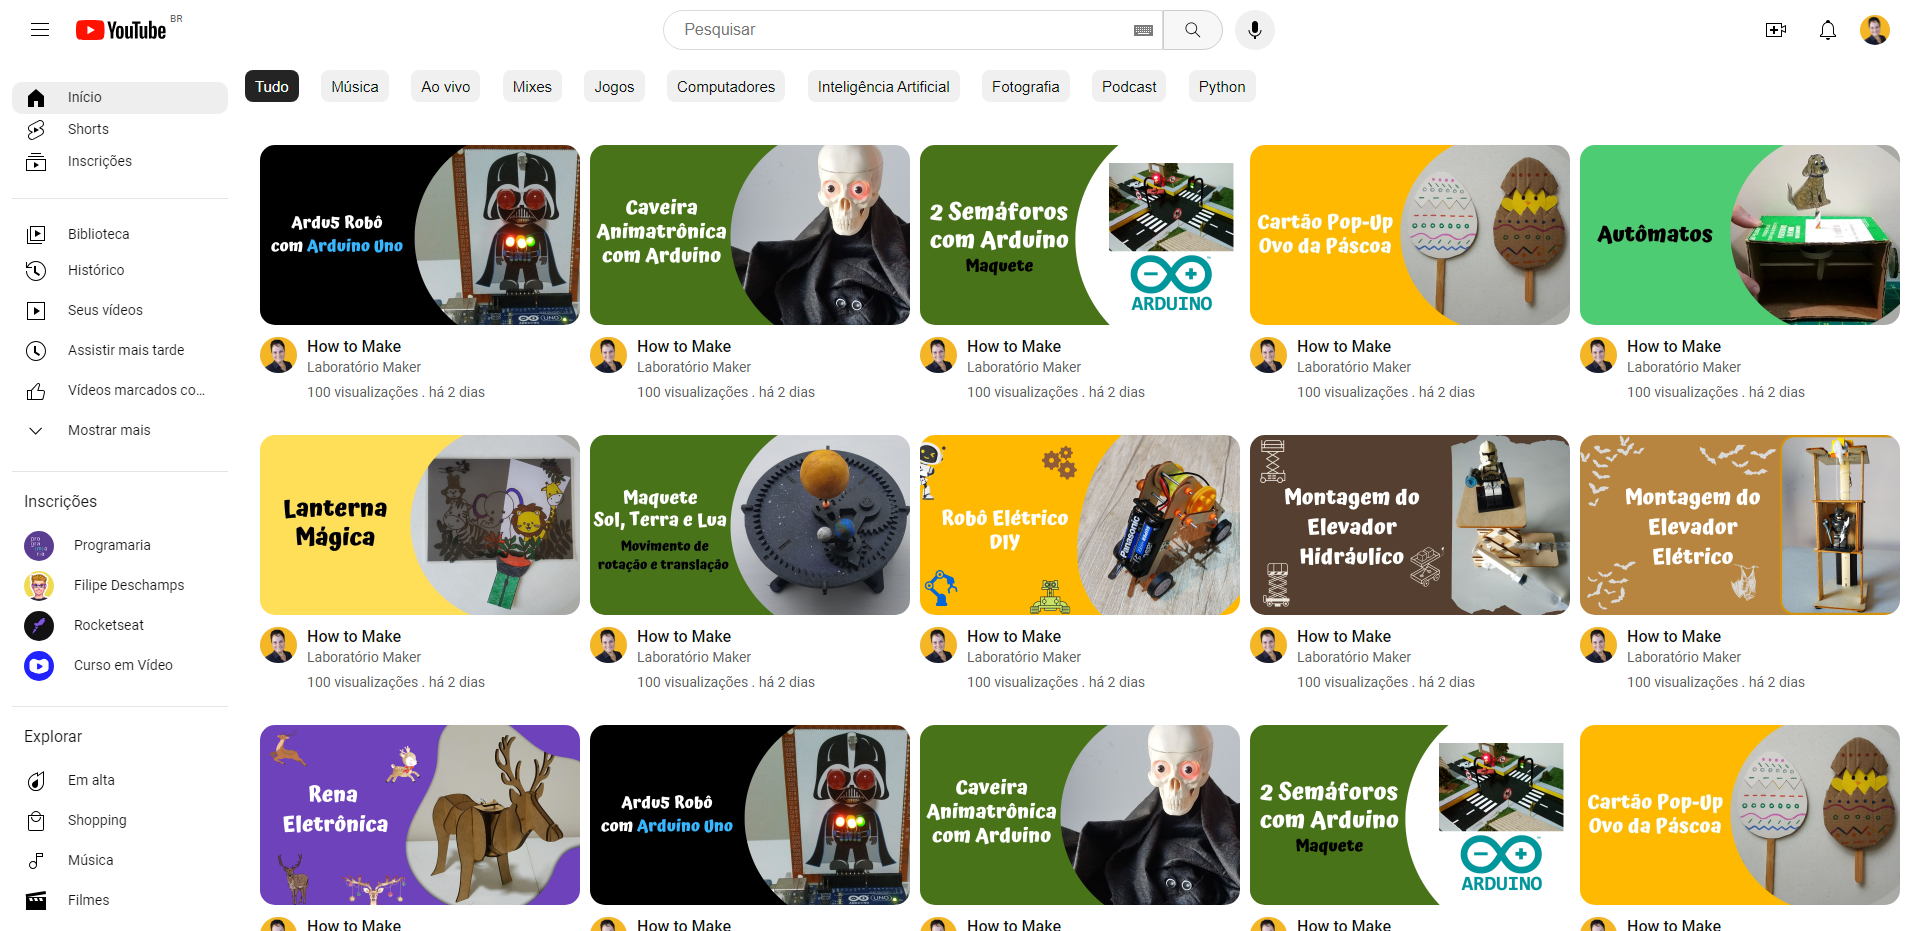 YouTube BR
Pesquisar
Tudo
Música
Ao vivo
Mixes
Jogos
Computadores
Inteligência Artificial
Fotografia
Podcast
Python
Início
Shorts
Inscrições
Biblioteca
Histórico
Seus vídeos
Assistir mais tarde
Vídeos marcados co...
Mostrar mais
Inscrições
Programaria
Filipe Deschamps
Rocketseat
Curso em Vídeo
Explorar
Em alta
Shopping
Música
Filmes
Ardu5 Robô
com Arduino Uno
How to Make
Laboratório Maker
100 visualizações . há 2 dias
Caveira
Animatrônica
com Arduino
How to Make
Laboratório Maker
100 visualizações . há 2 dias
2 Semáforos
com Arduino
Maquete
ARDUINO
How to Make
Laboratório Maker
100 visualizações . há 2 dias
Cartão Pop-Up
Ovo da Páscoa
How to Make
Laboratório Maker
100 visualizações . há 2 dias
Autômatos
How to Make
Laboratório Maker
100 visualizações . há 2 dias
Lanterna
Mágica
How to Make
Laboratório Maker
100 visualizações . há 2 dias
Maquete
Sol, Terra e Lua
Movimento de
rotação e translação
How to Make
Laboratório Maker
100 visualizações . há 2 dias
Robô Elétrico
DIY
Panasonic
How to Make
Laboratório Maker
100 visualizações . há 2 dias
Montagem do
Elevador
Hidráulico
How to Make
Laboratório Maker
100 visualizações . há 2 dias
Montagem do
Elevador
Elétrico
How to Make
Laboratório Maker
100 visualizações . há 2 dias
Rena
Eletrônica
How to Make
Ardu5 Robô
com Arduino Uno
How to Make
Caveira
Animatrônica
com Arduino
How to Make
2 Semáforos
com Arduino
Maquete
ARDUINO
How to Make
Cartão Pop-Up
Ovo da Páscoa
How to Make